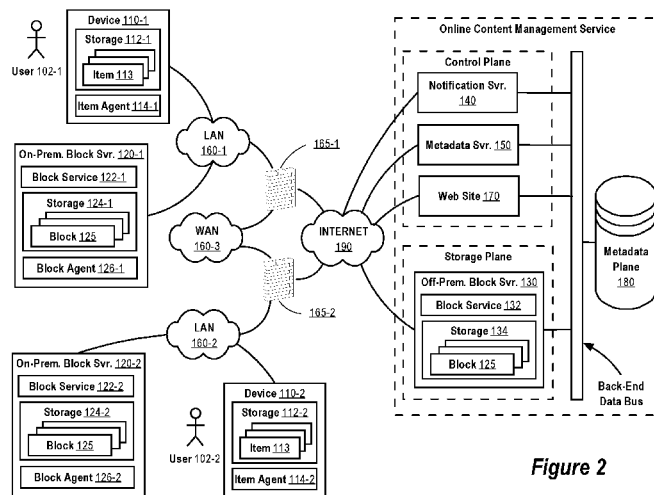 Device 110-1
Storage 112-1
Item 113
Item Agent 114-1
User 102-1
LAN
160-1
On-Prem. Block Svr. 120-1
Block Service 122-1
Storage 124-1
Block 125
Block Agent 126-1
165-1
WAN
160-3
INTERNET
190
165-2
LAN
160-2
On-Prem. Block Svr. 120-2
Block Service 122-2
Storage 124-2
Block 125
Block Agent 126-2
User 102-2
Device 110-2
Storage 112-2
Item 113
Item Agent 114-2
Online Content Management Service
Control Plane
Notification Svr.
140
Metadata Svr. 150
Web Site 170
Storage Plane
Off-Prem. Block Svr. 130
Block Service 132
Storage 134
Block 125
Metadata
Plane
180
Back-End
Data Bus
Figure 2